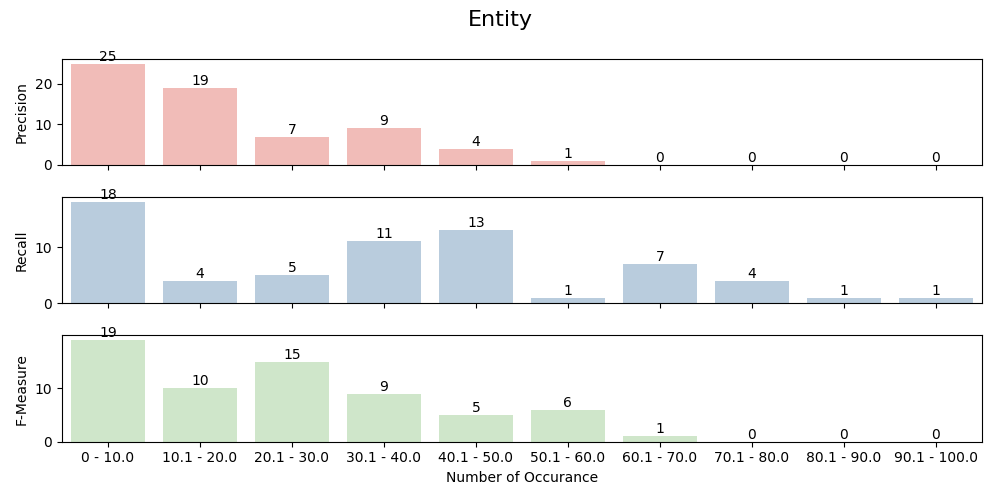 Entity
Precision
20
10
0
25
19
7
9
4
1
0
0
0
0
Recall
10
0
18
4
5
11
13
1
7
4
1
1
F-Measure
10
0
19
10
15
9
5
6
1
0
0
0
0 - 10.0
10.1 - 20.0
20.1 - 30.0
30.1 - 40.0
40.1 - 50.0
50.1 - 60.0
60.1 - 70.0
70.1 - 80.0
80.1 - 90.0
90.1 - 100.0
Number of Occurance